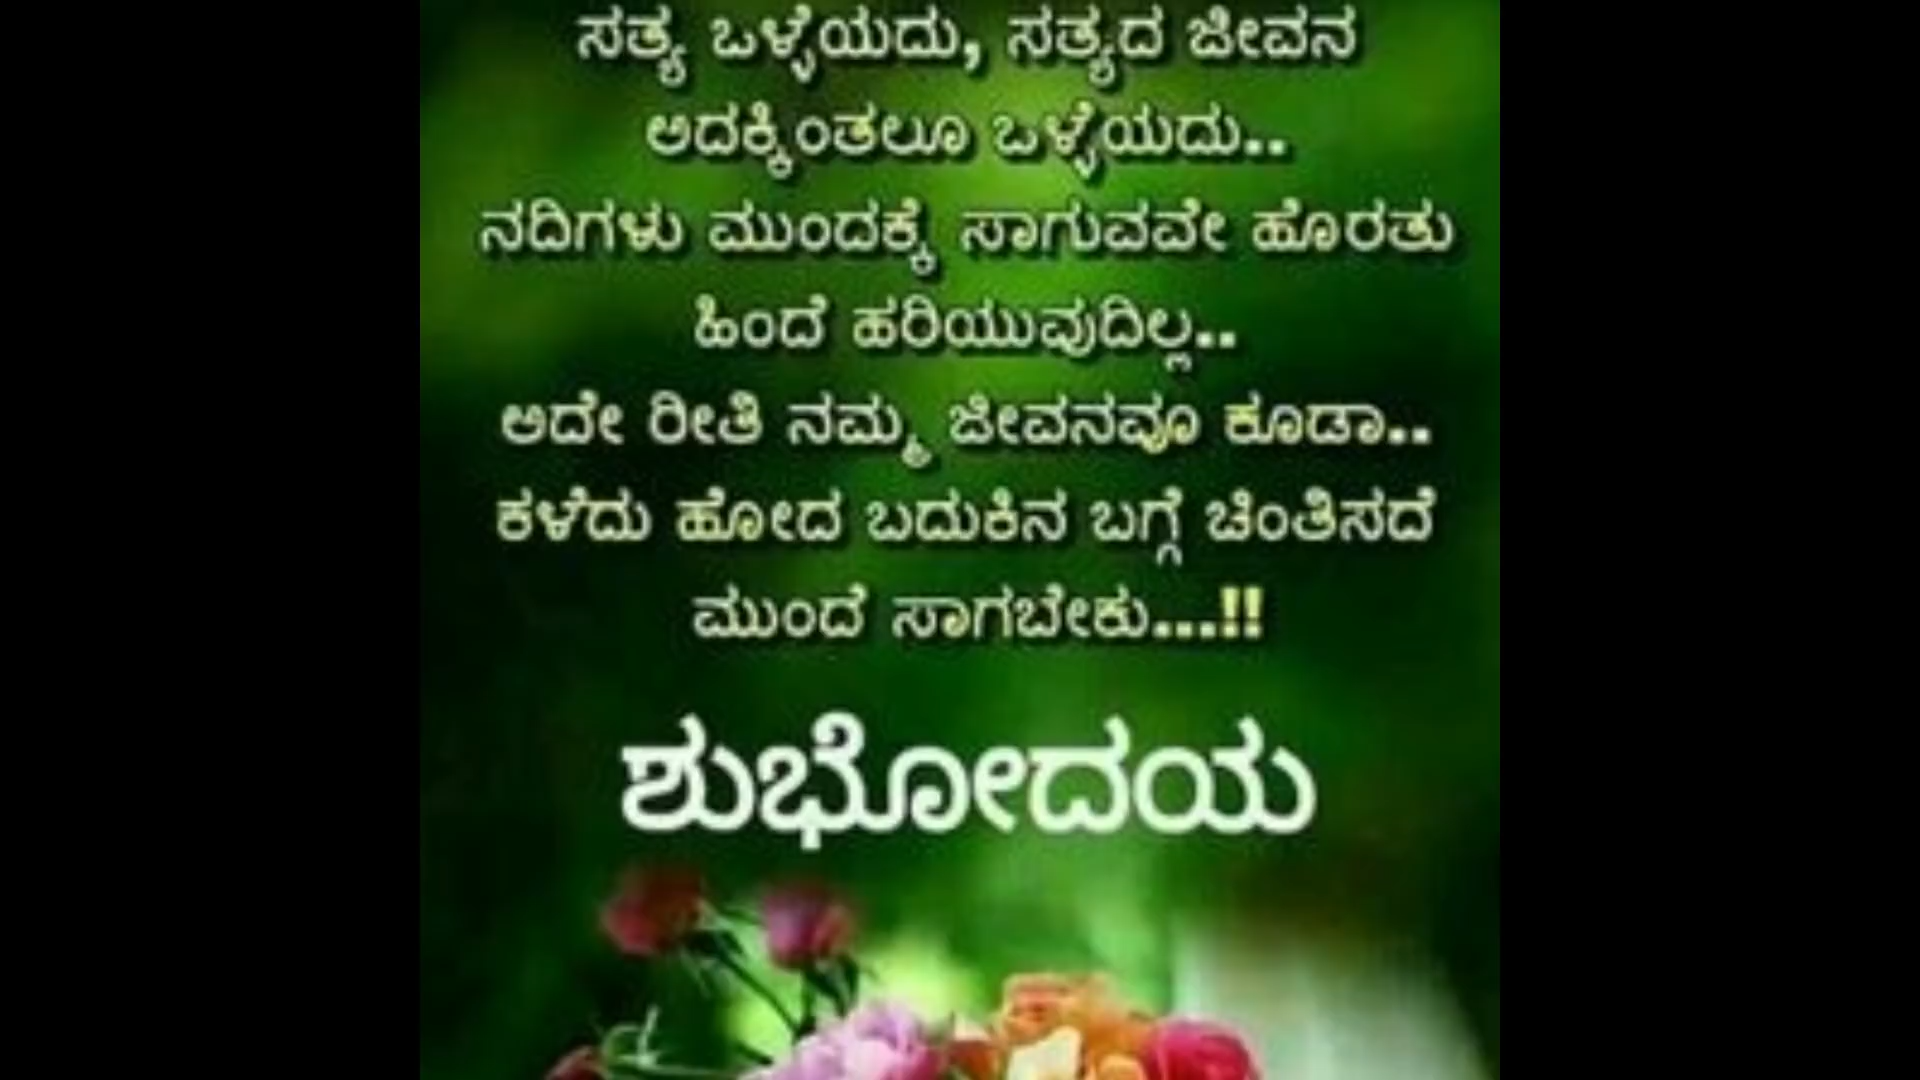 ಸತ್ಯ ಒಳ್ಳೆಯದು, ಸತ್ಯದ ಜೀವನ
ಅದಕ್ಕಿಂತಲೂ ಒಳ್ಳೆಯದು..
ನದಿಗಳು ಮುಂದಕ್ಕೆ ಸಾಗುವವೇ ಹೊರತು
ಹಿಂದೆ ಹರಿಯುವುದಿಲ್ಲ..
ಅದೇ ರೀತಿ ನಮ್ಮ ಜೀವನವೂ ಕೂಡಾ..
ಕಳೆದು ಹೋದ ಬದುಕಿನ ಬಗ್ಗೆ ಚಿಂತಿಸದೆ
ಮುಂದೆ ಸಾಗಬೇಕು...!!
ಶುಭೋದಯ